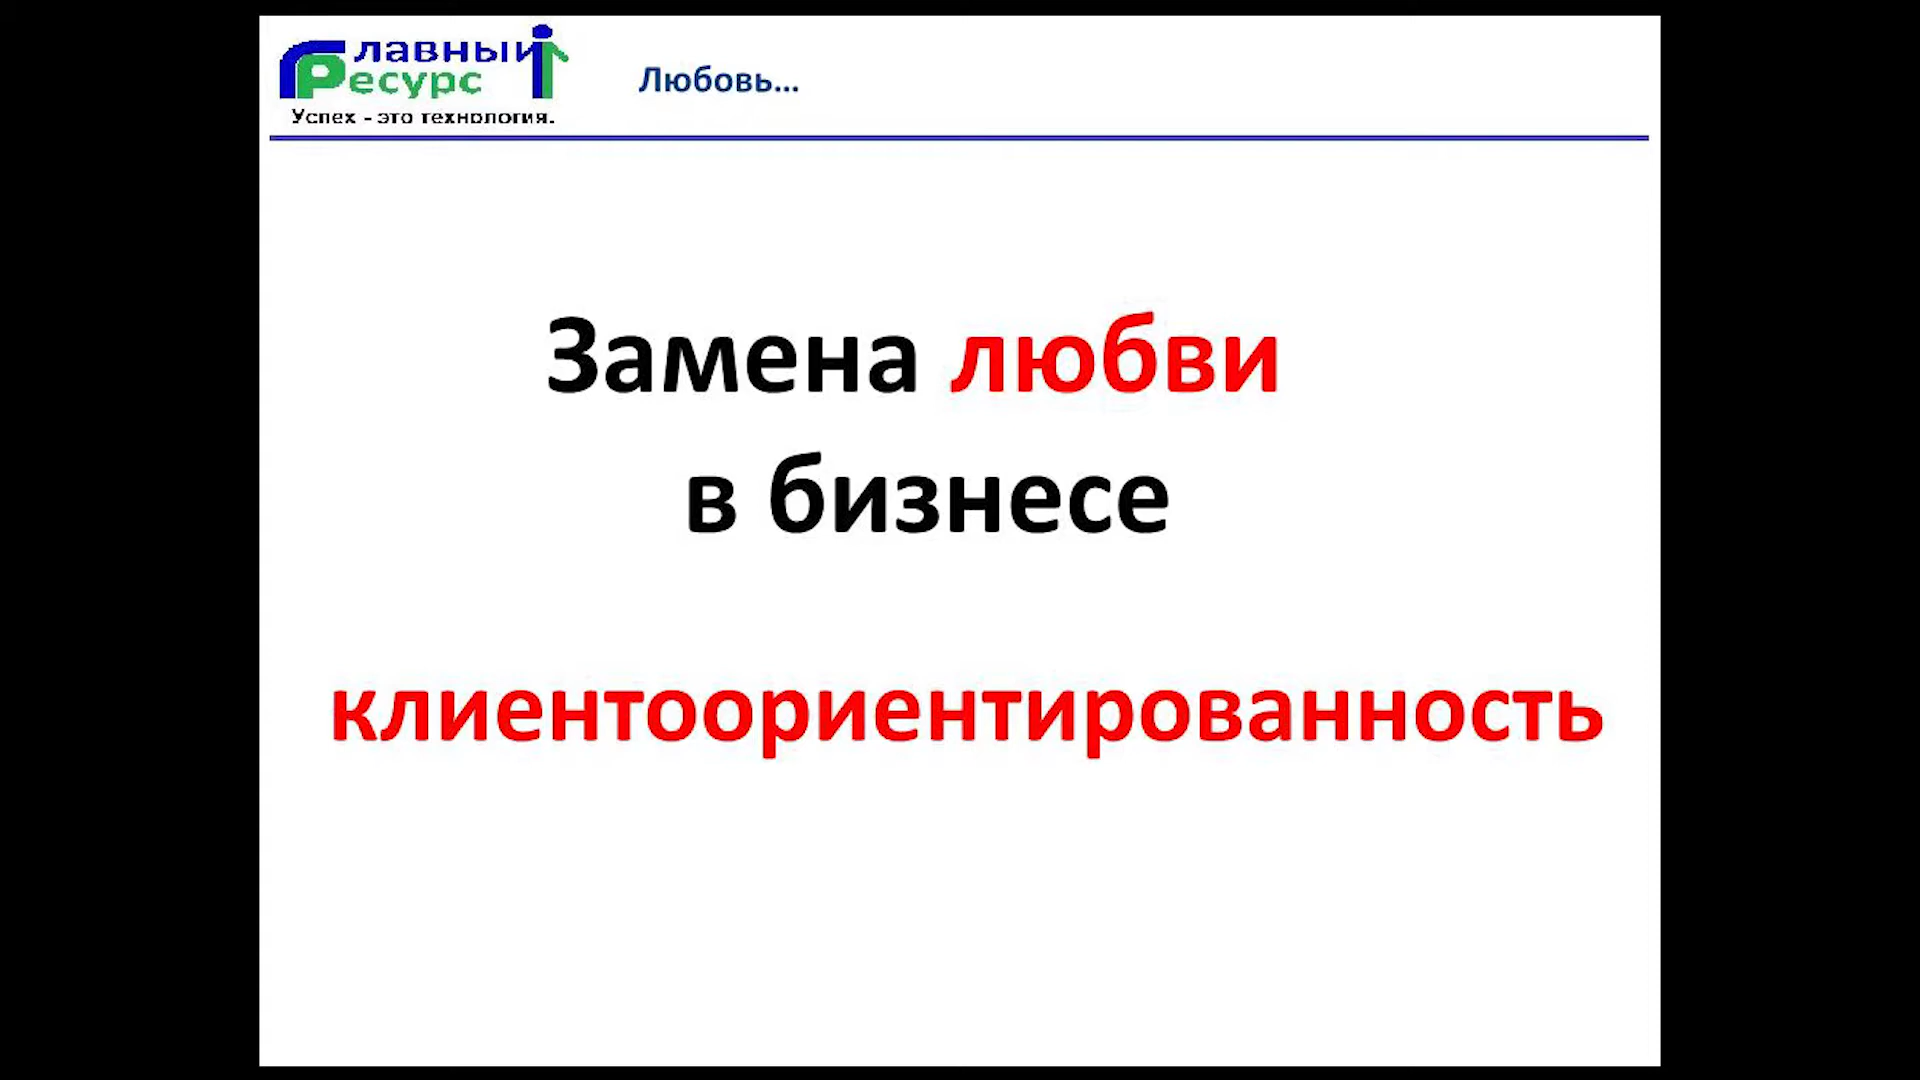 Главный
Ресурс
Успех - это технология.
Любовь...
Замена любви
в бизнесе
клиентоориентированность